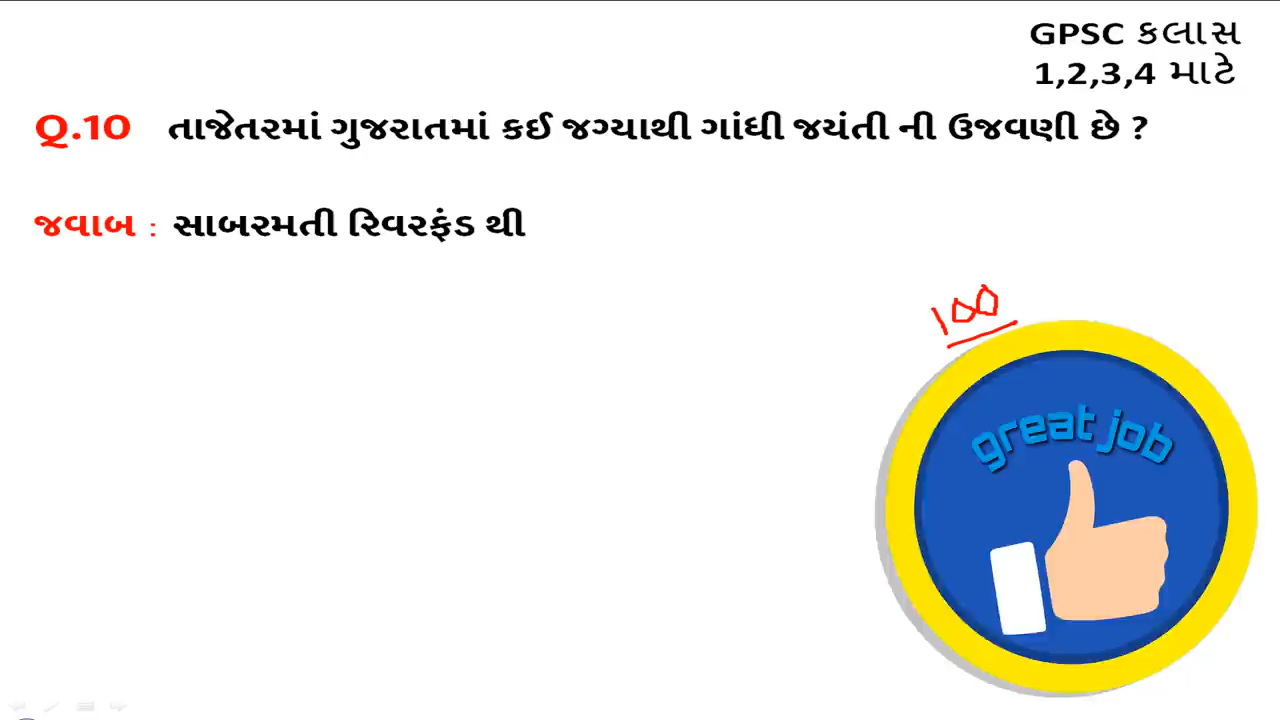 GPSC કલાસ
1,2,3,4 માટે
Q.10 તાજેતરમાં ગુજરાતમાં કઈ જગ્યાથી ગાંધી જયંતી ની ઉજવણી છે ?
જવાબ : સાબરમતી રિવરફંડ થી
100
great job